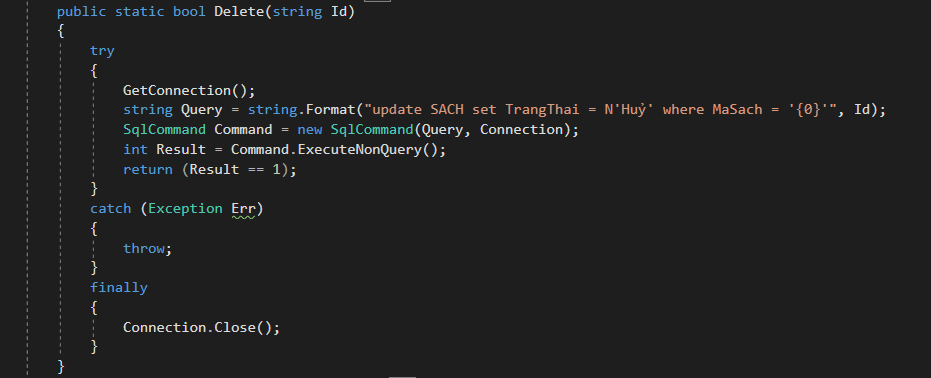 public static bool Delete(string Id)
{
try
{
GetConnection();
string Query = string.Format("update SACH set TrangThai = N'Huỷ' where MaSach = '{0}'", Id);
SqlCommand Command = new SqlCommand(Query, Connection);
int Result = Command.ExecuteNonQuery();
return (Result == 1);
}
catch (Exception Err)
{
throw;
}
finally
{
Connection.Close();
}
}